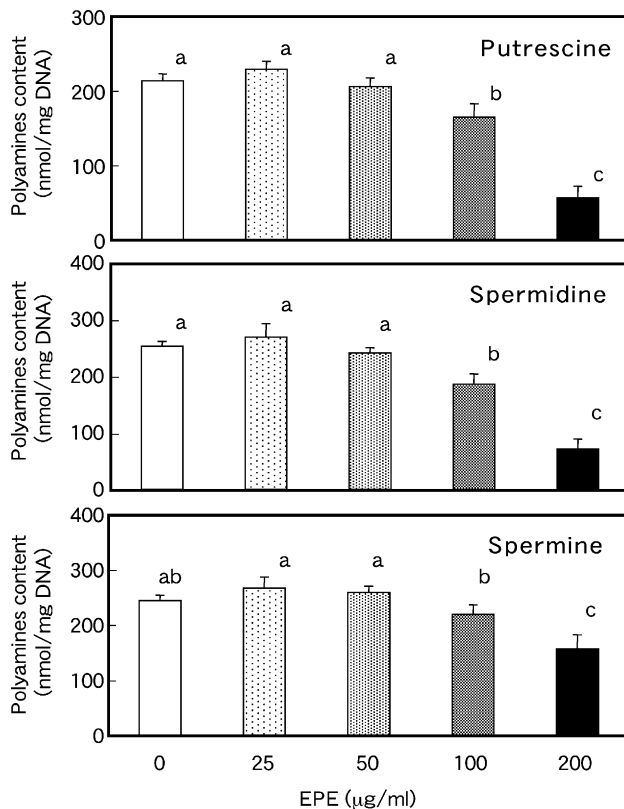 Polyamines content
(nmol/mg DNA)
300
200
100
0
Putrescine
a
a
a
b
c
Polyamines content
(nmol/mg DNA)
400
300
200
100
0
Spermidine
a
a
a
b
c
Polyamines content
(nmol/mg DNA)
400
300
200
100
0
Spermine
ab
a
a
b
c
0 25 50 100 200
EPE (μg/ml)